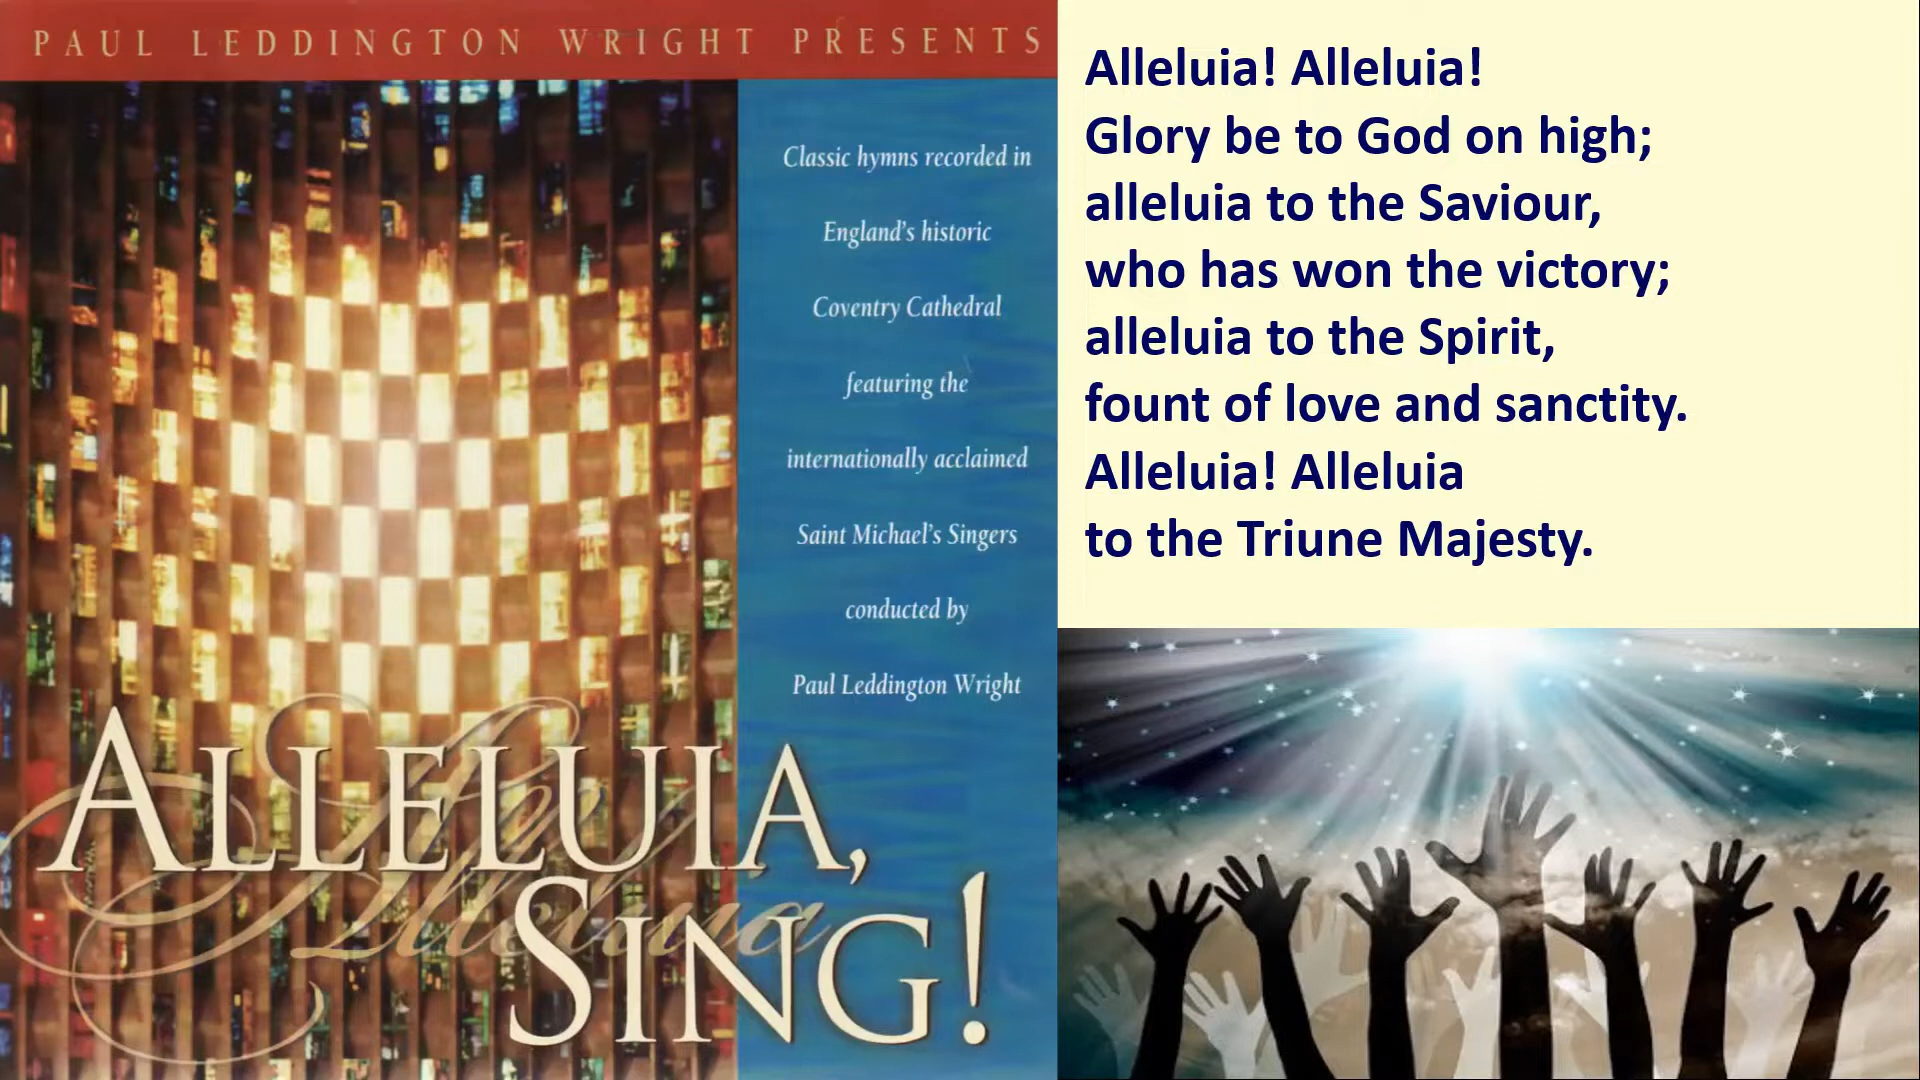 PAUL LEDDINGTON WRIGHT PRESENTS
Classic hymns recorded in
England's historic
Coventry Cathedral
featuring the
internationally acclaimed
Saint Michael's Singers
conducted by
Paul Leddington Wright
ALLELUIA,
SING!
Alleluia! Alleluia!
Glory be to God on high;
alleluia to the Saviour,
who has won the victory;
alleluia to the Spirit,
fount of love and sanctity.
Alleluia! Alleluia
to the Triune Majesty.